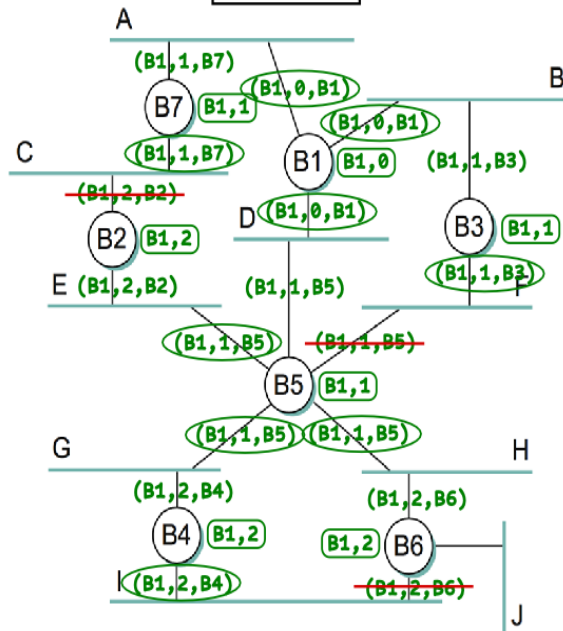 A
(B1,1,B7)
(B1,0,B1)
B
B7
B1,1
(B1,0,B1)
(B1,1,B7)
C
B1
B1,0
(B1,1,B3)
(B1,2,B2)
D
(B1,0,B1)
B3
B1,1
B2
B1,2
(B1,1,B3)
E
(B1,2,B2)
(B1,1,B5)
F
(B1,1,B5)
(B1,1,B5)
B5
B1,1
(B1,1,B5)
(B1,1,B5)
G
H
(B1,2,B4)
(B1,2,B6)
B4
B1,2
B1,2
B6
I
(B1,2,B4)
(B1,2,B6)
J